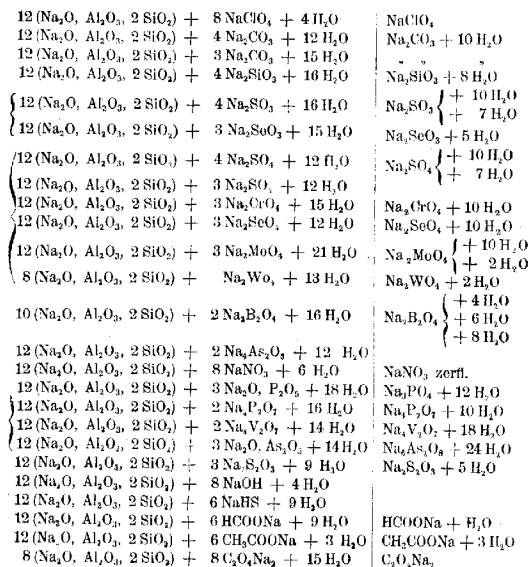 12 (Na₂O, Al₂O₃, 2 SiO₂) + 8 NaClO₄ + 4 H₂O | NaClO₄
12 (Na₂O, Al₂O₃, 2 SiO₂) + 4 Na₂CO₃ + 12 H₂O | Na₂CO₃ + 10 H₂O
12 (Na₂O, Al₂O₃, 2 SiO₂) + 3 Na₂CO₃ + 15 H₂O | „ „ „
12 (Na₂O, Al₂O₃, 2 SiO₂) + 4 Na₂SiO₃ + 16 H₂O | Na₂SiO₃ + 8 H₂O
12 (Na₂O, Al₂O₃, 2 SiO₂) + 4 Na₂SO₃ + 16 H₂O | Na₂SO₃ { + 10 H₂O
+ 7 H₂O
12 (Na₂O, Al₂O₃, 2 SiO₂) + 3 Na₂SeO₃ + 15 H₂O | Na₂SeO₃ + 5 H₂O
12 (Na₂O, Al₂O₃, 2 SiO₂) + 4 Na₂SO₄ + 12 H₂O | Na₂SO₄ { + 10 H₂O
+ 7 H₂O
12 (Na₂O, Al₂O₃, 2 SiO₂) + 3 Na₂SO₄ + 12 H₂O
12 (Na₂O, Al₂O₃, 2 SiO₂) + 3 Na₂CrO₄ + 15 H₂O | Na₂CrO₄ + 10 H₂O
12 (Na₂O, Al₂O₃, 2 SiO₂) + 3 Na₂SeO₄ + 12 H₂O | Na₂SeO₄ + 10 H₂O
12 (Na₂O, Al₂O₃, 2 SiO₂) + 3 Na₂MoO₄ + 21 H₂O | Na₂MoO₄ { + 10 H₂O
+ 2 H₂O
8 (Na₂O, Al₂O₃, 2 SiO₂) + Na₂Wo₄ + 13 H₂O | Na₂WO₄ + 2 H₂O
10 (Na₂O, Al₂O₃, 2 SiO₂) + 2 Na₂B₂O₄ + 16 H₂O | Na₂B₂O₄ { + 4 H₂O
+ 6 H₂O
+ 8 H₂O
12 (Na₂O, Al₂O₃, 2 SiO₂) + 2 Na₆As₂O₈ + 12 H₂O
12 (Na₂O, Al₂O₃, 2 SiO₂) + 8 NaNO₃ + 6 H₂O | NaNO₃ zerfl.
12 (Na₂O, Al₂O₃, 2 SiO₂) + 3 Na₂O, P₂O₅ + 18 H₂O | Na₃PO₄ + 12 H₂O
12 (Na₂O, Al₂O₃, 2 SiO₂) + 2 Na₄P₂O₇ + 16 H₂O | Na₄P₂O₇ + 10 H₂O
12 (Na₂O, Al₂O₃, 2 SiO₂) + 2 Na₄V₂O₇ + 14 H₂O | Na₄V₂O₇ + 18 H₂O
12 (Na₂O, Al₂O₃, 2 SiO₂) + 3 Na₂O, As₂O₅ + 14 H₂O | Na₆As₂O₈ + 24 H₂O
12 (Na₂O, Al₂O₃, 2 SiO₂) + 3 Na₂S₂O₃ + 9 H₂O | Na₂S₂O₃ + 5 H₂O
12 (Na₂O, Al₂O₃, 2 SiO₂) + 8 NaOH + 4 H₂O
12 (Na₂O, Al₂O₃, 2 SiO₂) + 6 NaHS + 9 H₂O
12 (Na₂O, Al₂O₃, 2 SiO₂) + 6 HCOONa + 9 H₂O | HCOONa + H₂O
12 (Na₂O, Al₂O₃, 2 SiO₂) + 6 CH₃COONa + 3 H₂O | CH₃COONa + 3 H₂O
8 (Na₂O, Al₂O₃, 2 SiO₂) + 8 C₂O₄Na₂ + 15 H₂O | C₂O₄Na₂